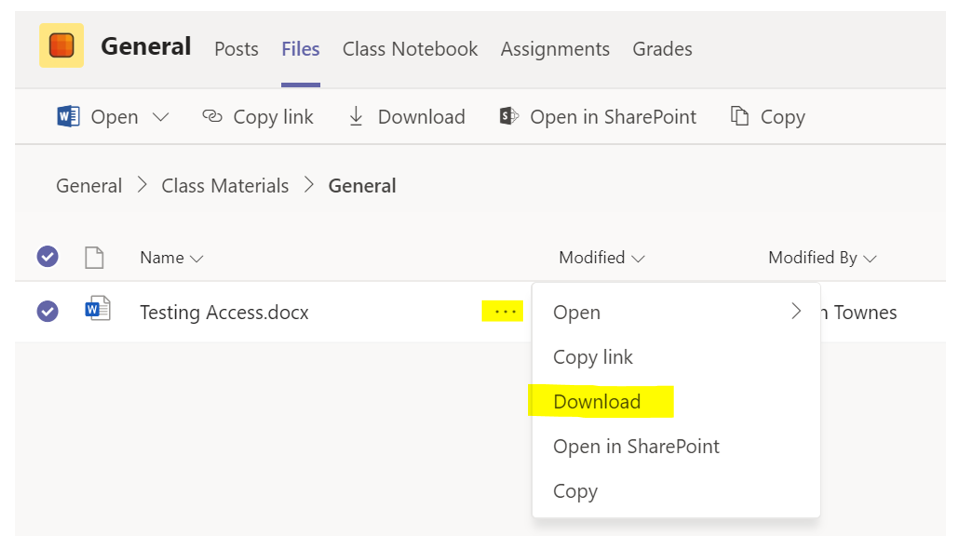 General Posts Files Class Notebook Assignments Grades
Open Copy link Download Open in SharePoint Copy
General > Class Materials > General
Name Modified Modified By
Testing Access.docx ... Townes
Open
Copy link
Download
Open in SharePoint
Copy